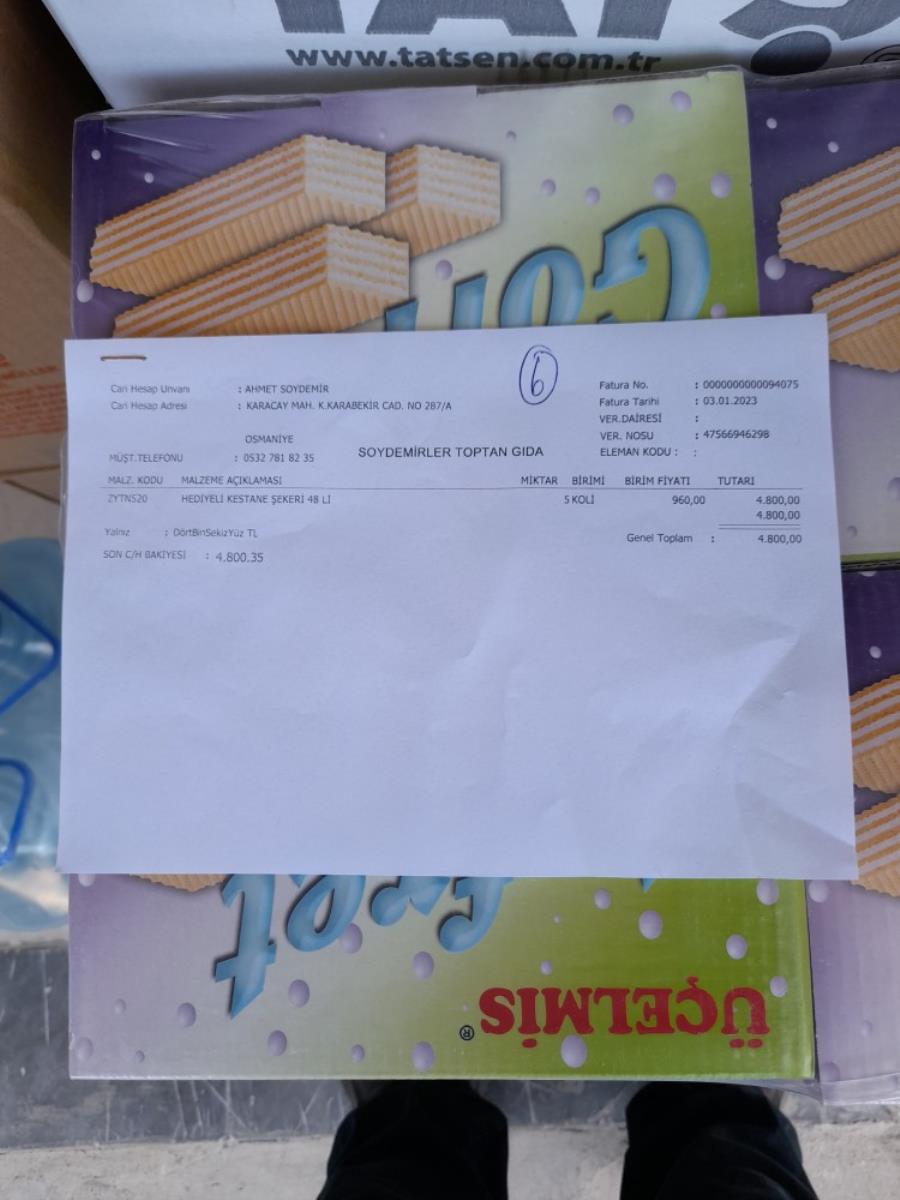 www.tatsen.com.tr
Gon
6
Cari Hesap Unvanı : AHMET SOYDEMİR
Cari Hesap Adresi : KARACAY MAH. K.KARABEKİR CAD. NO 287/A
OSMANİYE
MÜŞT.TELEFONU : 0532 781 82 35
SOYDEMİRLER TOPTAN GIDA
Fatura No. : 0000000000094075
Fatura Tarihi : 03.01.2023
VER.DAİRESİ :
VER. NOSU : 47566946298
ELEMAN KODU : :
MALZ. KODU MALZEME AÇIKLAMASI MİKTAR BİRİMİ BİRİM FİYATI TUTARI
ZYTN520 HEDİYELİ KESTANE ŞEKERİ 48 Lİ 5 KOLİ 960,00 4.800,00
4.800,00
Yalnız : DörtBinSekizYüz TL
Genel Toplam : 4.800,00
SON C/H BAKİYESİ : 4.800.35
fret
ÜÇELMİS®